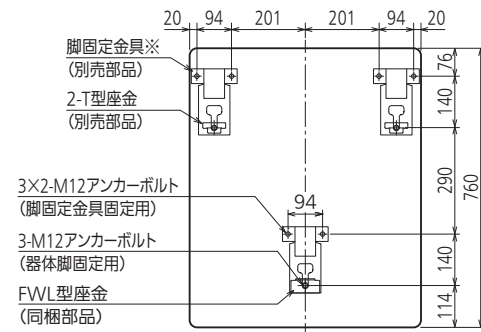 20 94 201 201 94 20
脚固定金具※
(別売部品)
2-T型座金
(別売部品)
76
140
290
760
3×2-M12アンカーボルト
(脚固定金具固定用)
94
3-M12アンカーボルト
(器体脚固定用)
140
FWL型座金
(同梱部品)
114